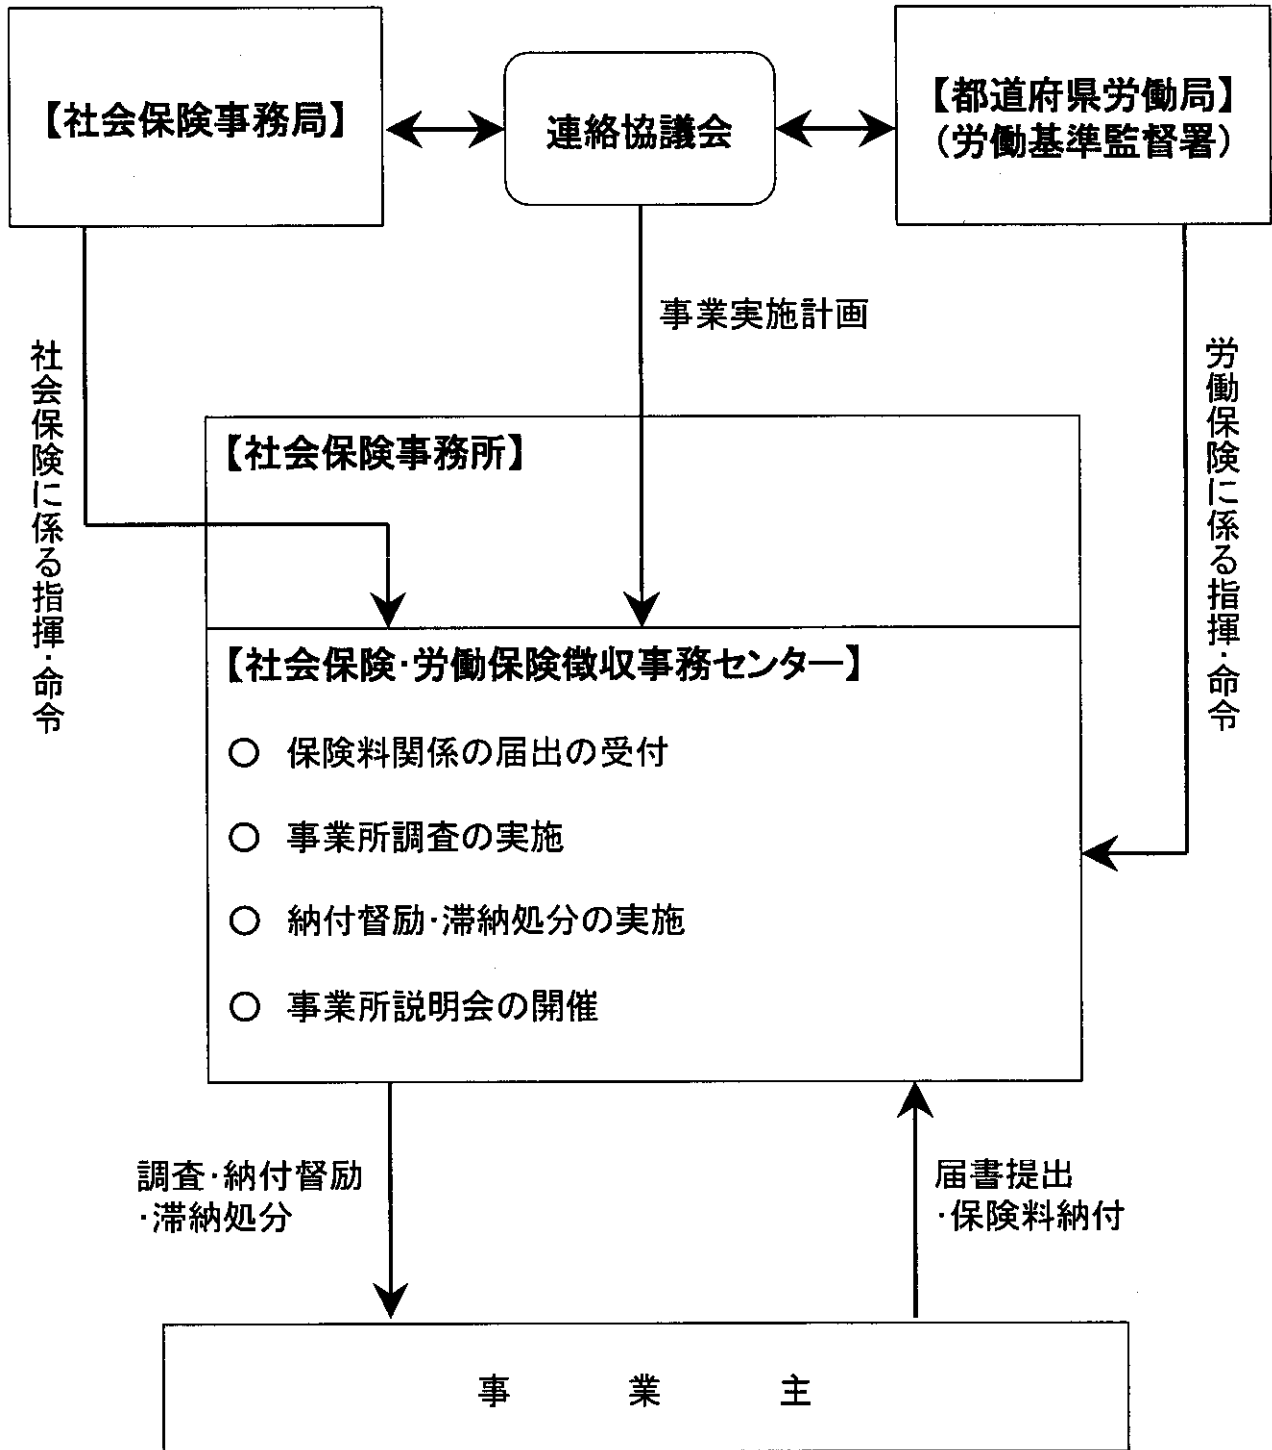 【社会保険事務局】
連絡協議会
【都道府県労働局】
(労働基準監督署)
事業実施計画
社会保険に係る指揮・命令
労働保険に係る指揮・命令
【社会保険事務所】
【社会保険・労働保険徴収事務センター】
○ 保険料関係の届出の受付
○ 事業所調査の実施
○ 納付督励・滞納処分の実施
○ 事業所説明会の開催
調査・納付督励
・滞納処分
届書提出
・保険料納付
事 業 主